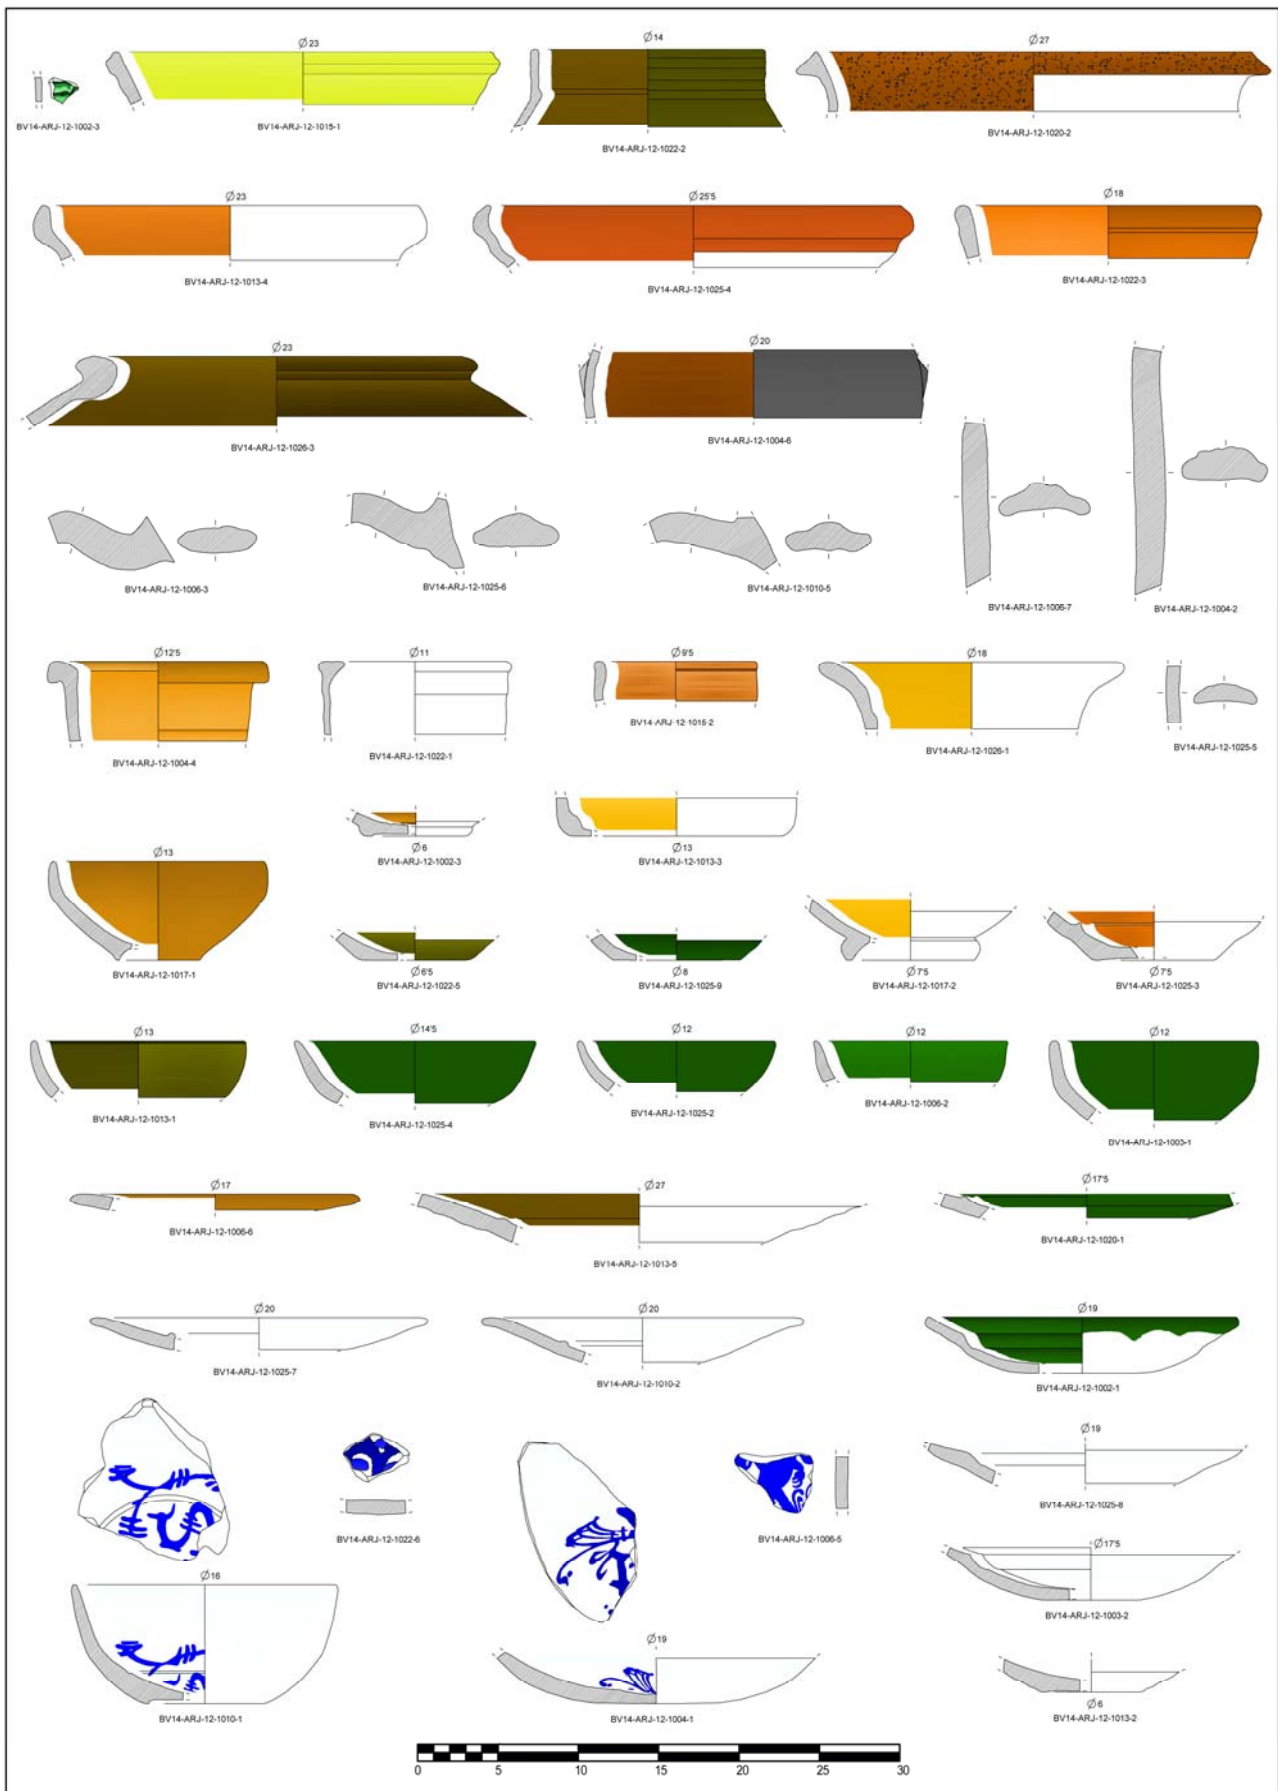 Ø23
Ø14
Ø27
BV14-ARJ-12-1002-3
BV14-ARJ-12-1015-1
BV14-ARJ-12-1022-2
BV14-ARJ-12-1020-2
Ø23
Ø25'5
Ø18
BV14-ARJ-12-1013-4
BV14-ARJ-12-1025-4
BV14-ARJ-12-1022-3
Ø23
Ø20
BV14-ARJ-12-1026-3
BV14-ARJ-12-1004-6
BV14-ARJ-12-1006-3
BV14-ARJ-12-1025-6
BV14-ARJ-12-1010-5
BV14-ARJ-12-1006-7
BV14-ARJ-12-1004-2
Ø12'5
Ø11
Ø9'5
Ø18
BV14-ARJ-12-1004-4
BV14-ARJ-12-1022-1
BV14-ARJ-12-1015-2
BV14-ARJ-12-1026-1
BV14-ARJ-12-1025-5
Ø6
BV14-ARJ-12-1002-3
Ø13
BV14-ARJ-12-1013-3
Ø13
BV14-ARJ-12-1017-1
Ø6'5
BV14-ARJ-12-1022-5
Ø8
BV14-ARJ-12-1025-9
Ø7'5
BV14-ARJ-12-1017-2
Ø7'5
BV14-ARJ-12-1025-3
Ø13
Ø14'5
Ø12
Ø12
Ø12
BV14-ARJ-12-1013-1
BV14-ARJ-12-1025-4
BV14-ARJ-12-1025-2
BV14-ARJ-12-1006-2
BV14-ARJ-12-1003-1
Ø17
Ø27
Ø17'5
BV14-ARJ-12-1006-6
BV14-ARJ-12-1013-5
BV14-ARJ-12-1020-1
Ø20
Ø20
Ø19
BV14-ARJ-12-1025-7
BV14-ARJ-12-1010-2
BV14-ARJ-12-1002-1
BV14-ARJ-12-1022-6
BV14-ARJ-12-1006-5
Ø19
BV14-ARJ-12-1025-8
Ø17'5
BV14-ARJ-12-1003-2
Ø16
BV14-ARJ-12-1010-1
Ø19
BV14-ARJ-12-1004-1
Ø6
BV14-ARJ-12-1013-2
0 5 10 15 20 25 30